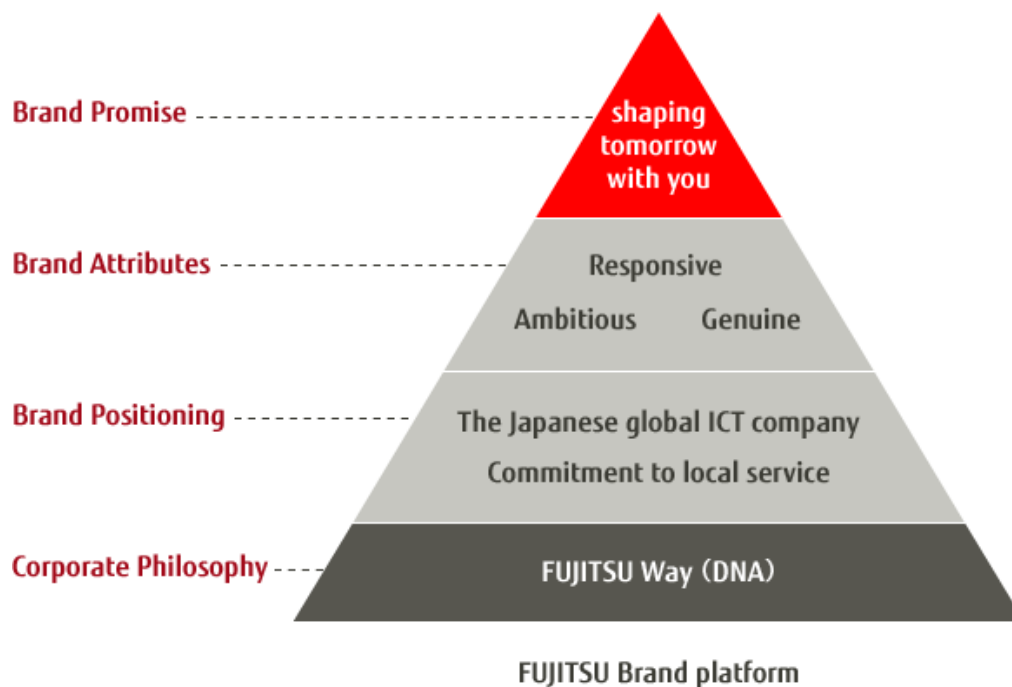 Brand Promise
shaping
tomorrow
with you
Brand Attributes
Responsive
Ambitious Genuine
Brand Positioning
The Japanese global ICT company
Commitment to local service
Corporate Philosophy
FUJITSU Way (DNA)
FUJITSU Brand platform